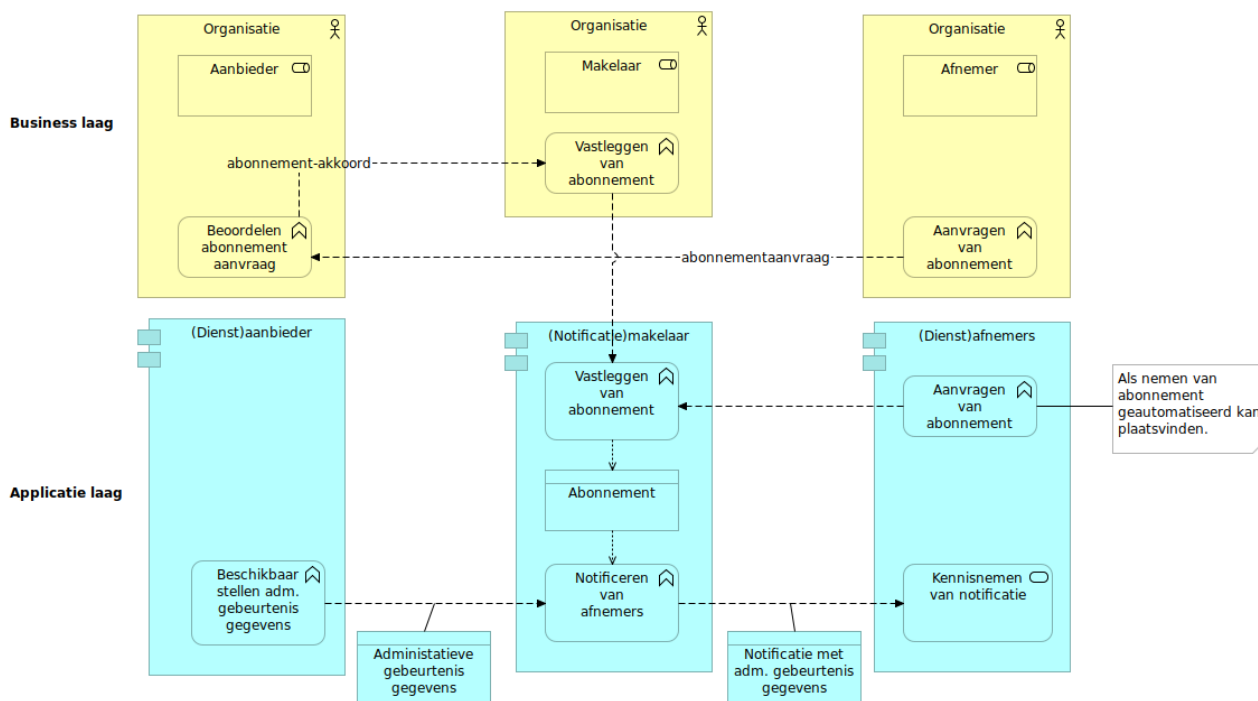 Organisatie
Organisatie
Organisatie
Aanbieder
Makelaar
Afnemer
Business laag
Vastleggen
van
abonnement
abonnement-akkoord
Beoordelen
abonnement
aanvraag
Aanvragen
van
abonnement
abonnementaanvraag
(Dienst)aanbieder
(Notificatie)makelaar
(Dienst)afnemers
Vastleggen
van
abonnement
Aanvragen
van
abonnement
Als nemen van
abonnement
geautomatiseerd kan
plaatsvinden.
Applicatie laag
Abonnement
Beschikbaar
stellen adm.
gebeurtenis
gegevens
Notificeren
van
afnemers
Kennisnemen
van notificatie
Administatieve
gebeurtenis
gegevens
Notificatie met
adm. gebeurtenis
gegevens